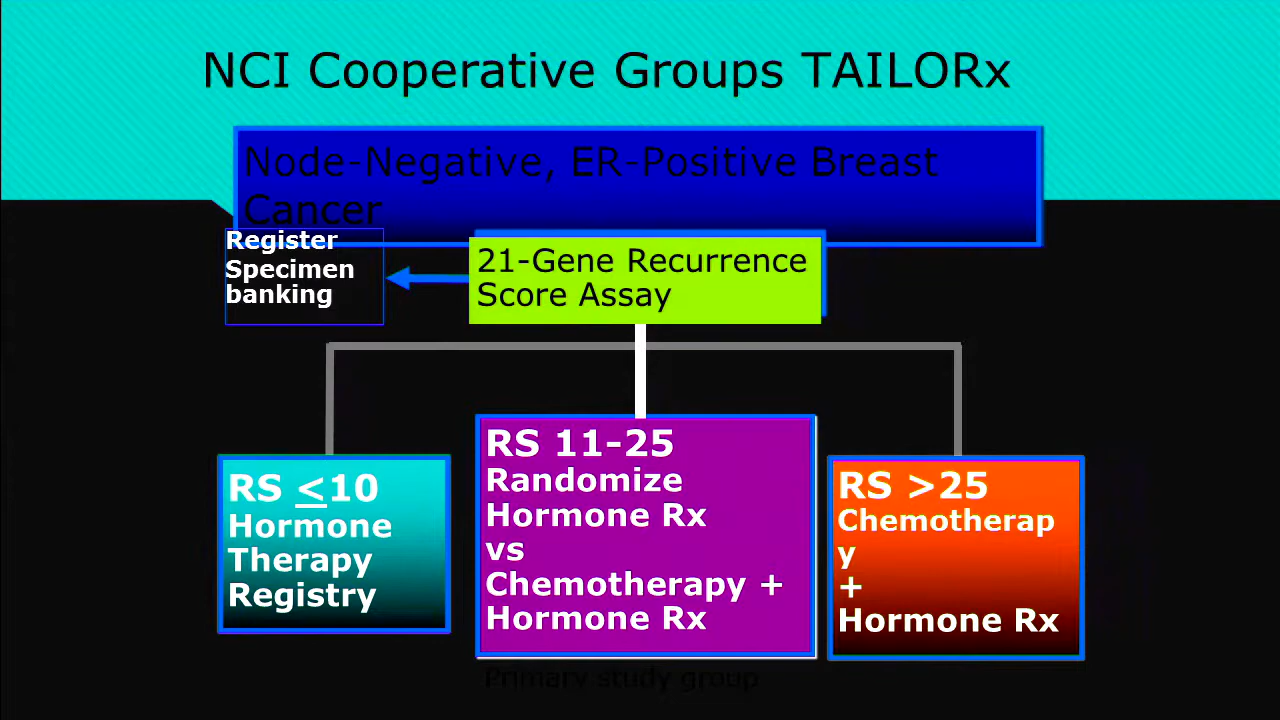 NCI Cooperative Groups TAILORx
Node-Negative, ER-Positive Breast
Cancer
Register
Specimen
banking
21-Gene Recurrence
Score Assay
RS <10
Hormone
Therapy
Registry
RS 11-25
Randomize
Hormone Rx
vs
Chemotherapy +
Hormone Rx
RS >25
Chemotherap
y
+
Hormone Rx
Primary study group